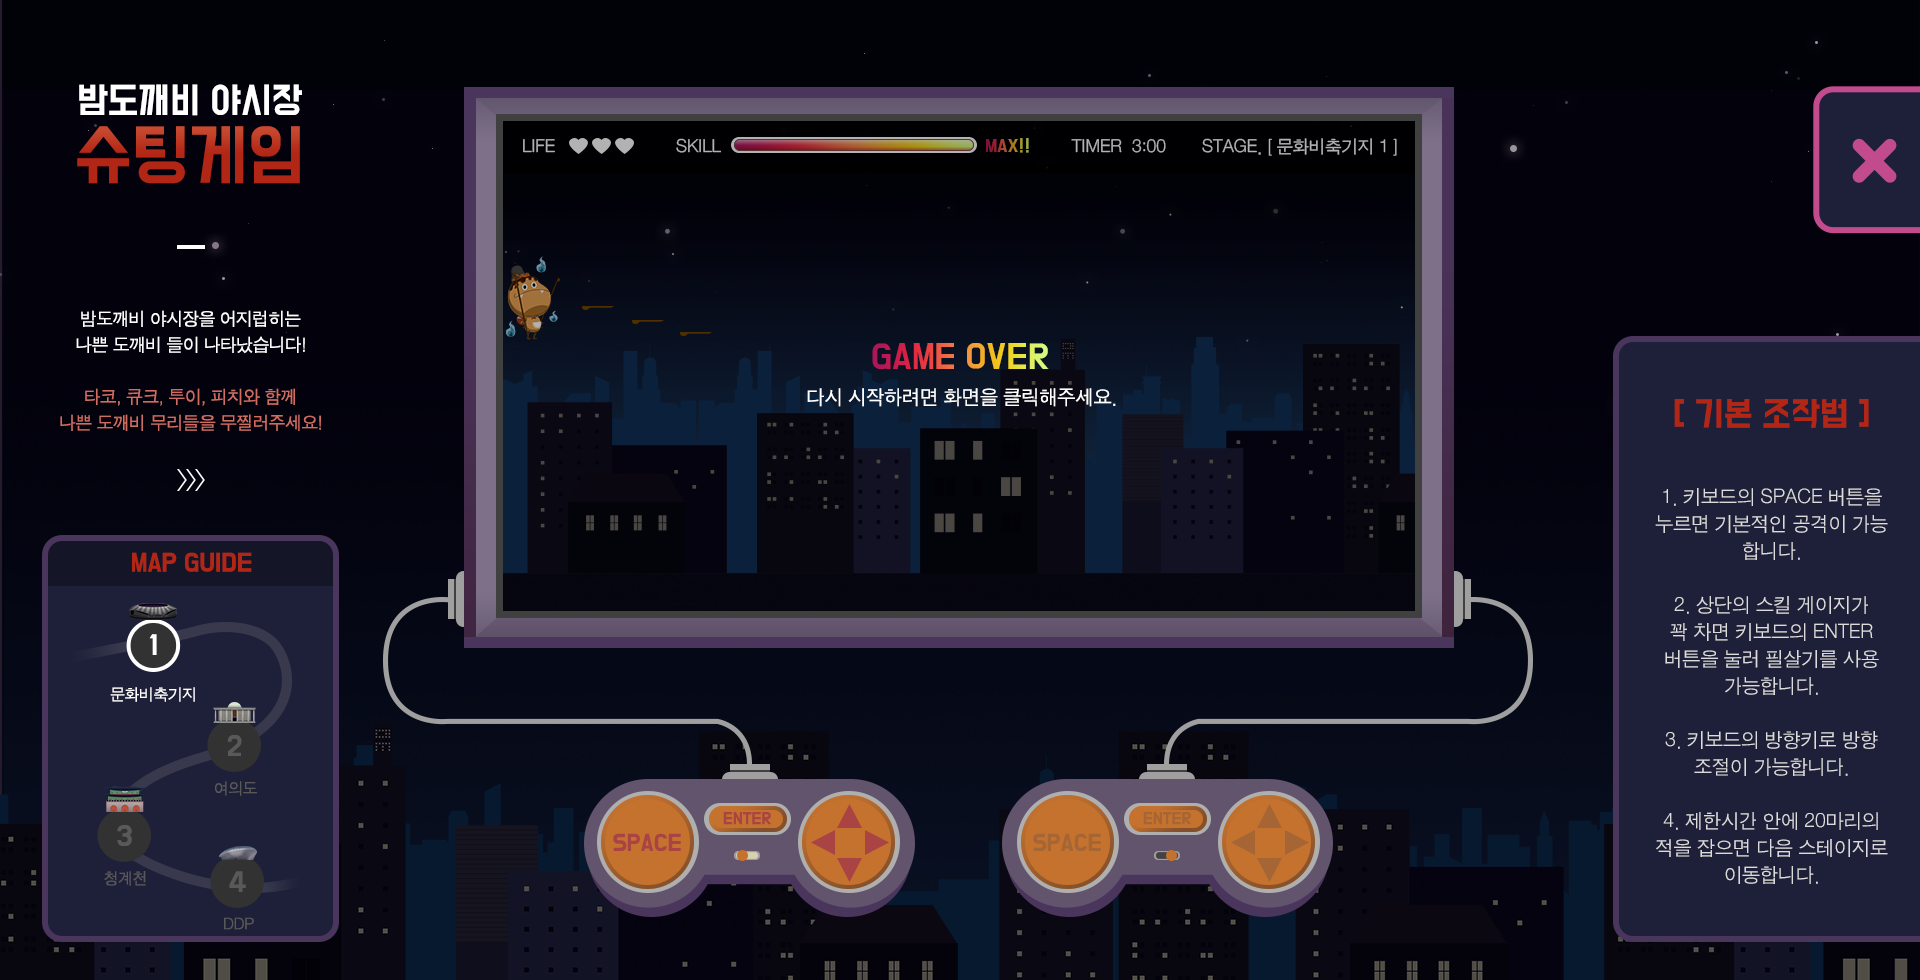 밤도깨비 야시장
슈팅게임
밤도깨비 야시장을 어지럽히는
나쁜 도깨비 들이 나타났습니다!
타코, 큐크, 투이, 피치와 함께
나쁜 도깨비 무리들을 무찔러주세요!
MAP GUIDE
1
문화비축기지
2
여의도
3
청계천
4
DDP
LIFE SKILL MAX!! TIMER 3:00 STAGE. [ 문화비축기지 1 ]
GAME OVER
다시 시작하려면 화면을 클릭해주세요.
SPACE ENTER
SPACE ENTER
[ 기본 조작법 ]
1. 키보드의 SPACE 버튼을
누르면 기본적인 공격이 가능
합니다.
2. 상단의 스킬 게이지가
꽉 차면 키보드의 ENTER
버튼을 눌러 필살기를 사용
가능합니다.
3. 키보드의 방향키로 방향
조절이 가능합니다.
4. 제한시간 안에 20마리의
적을 잡으면 다음 스테이지로
이동합니다.